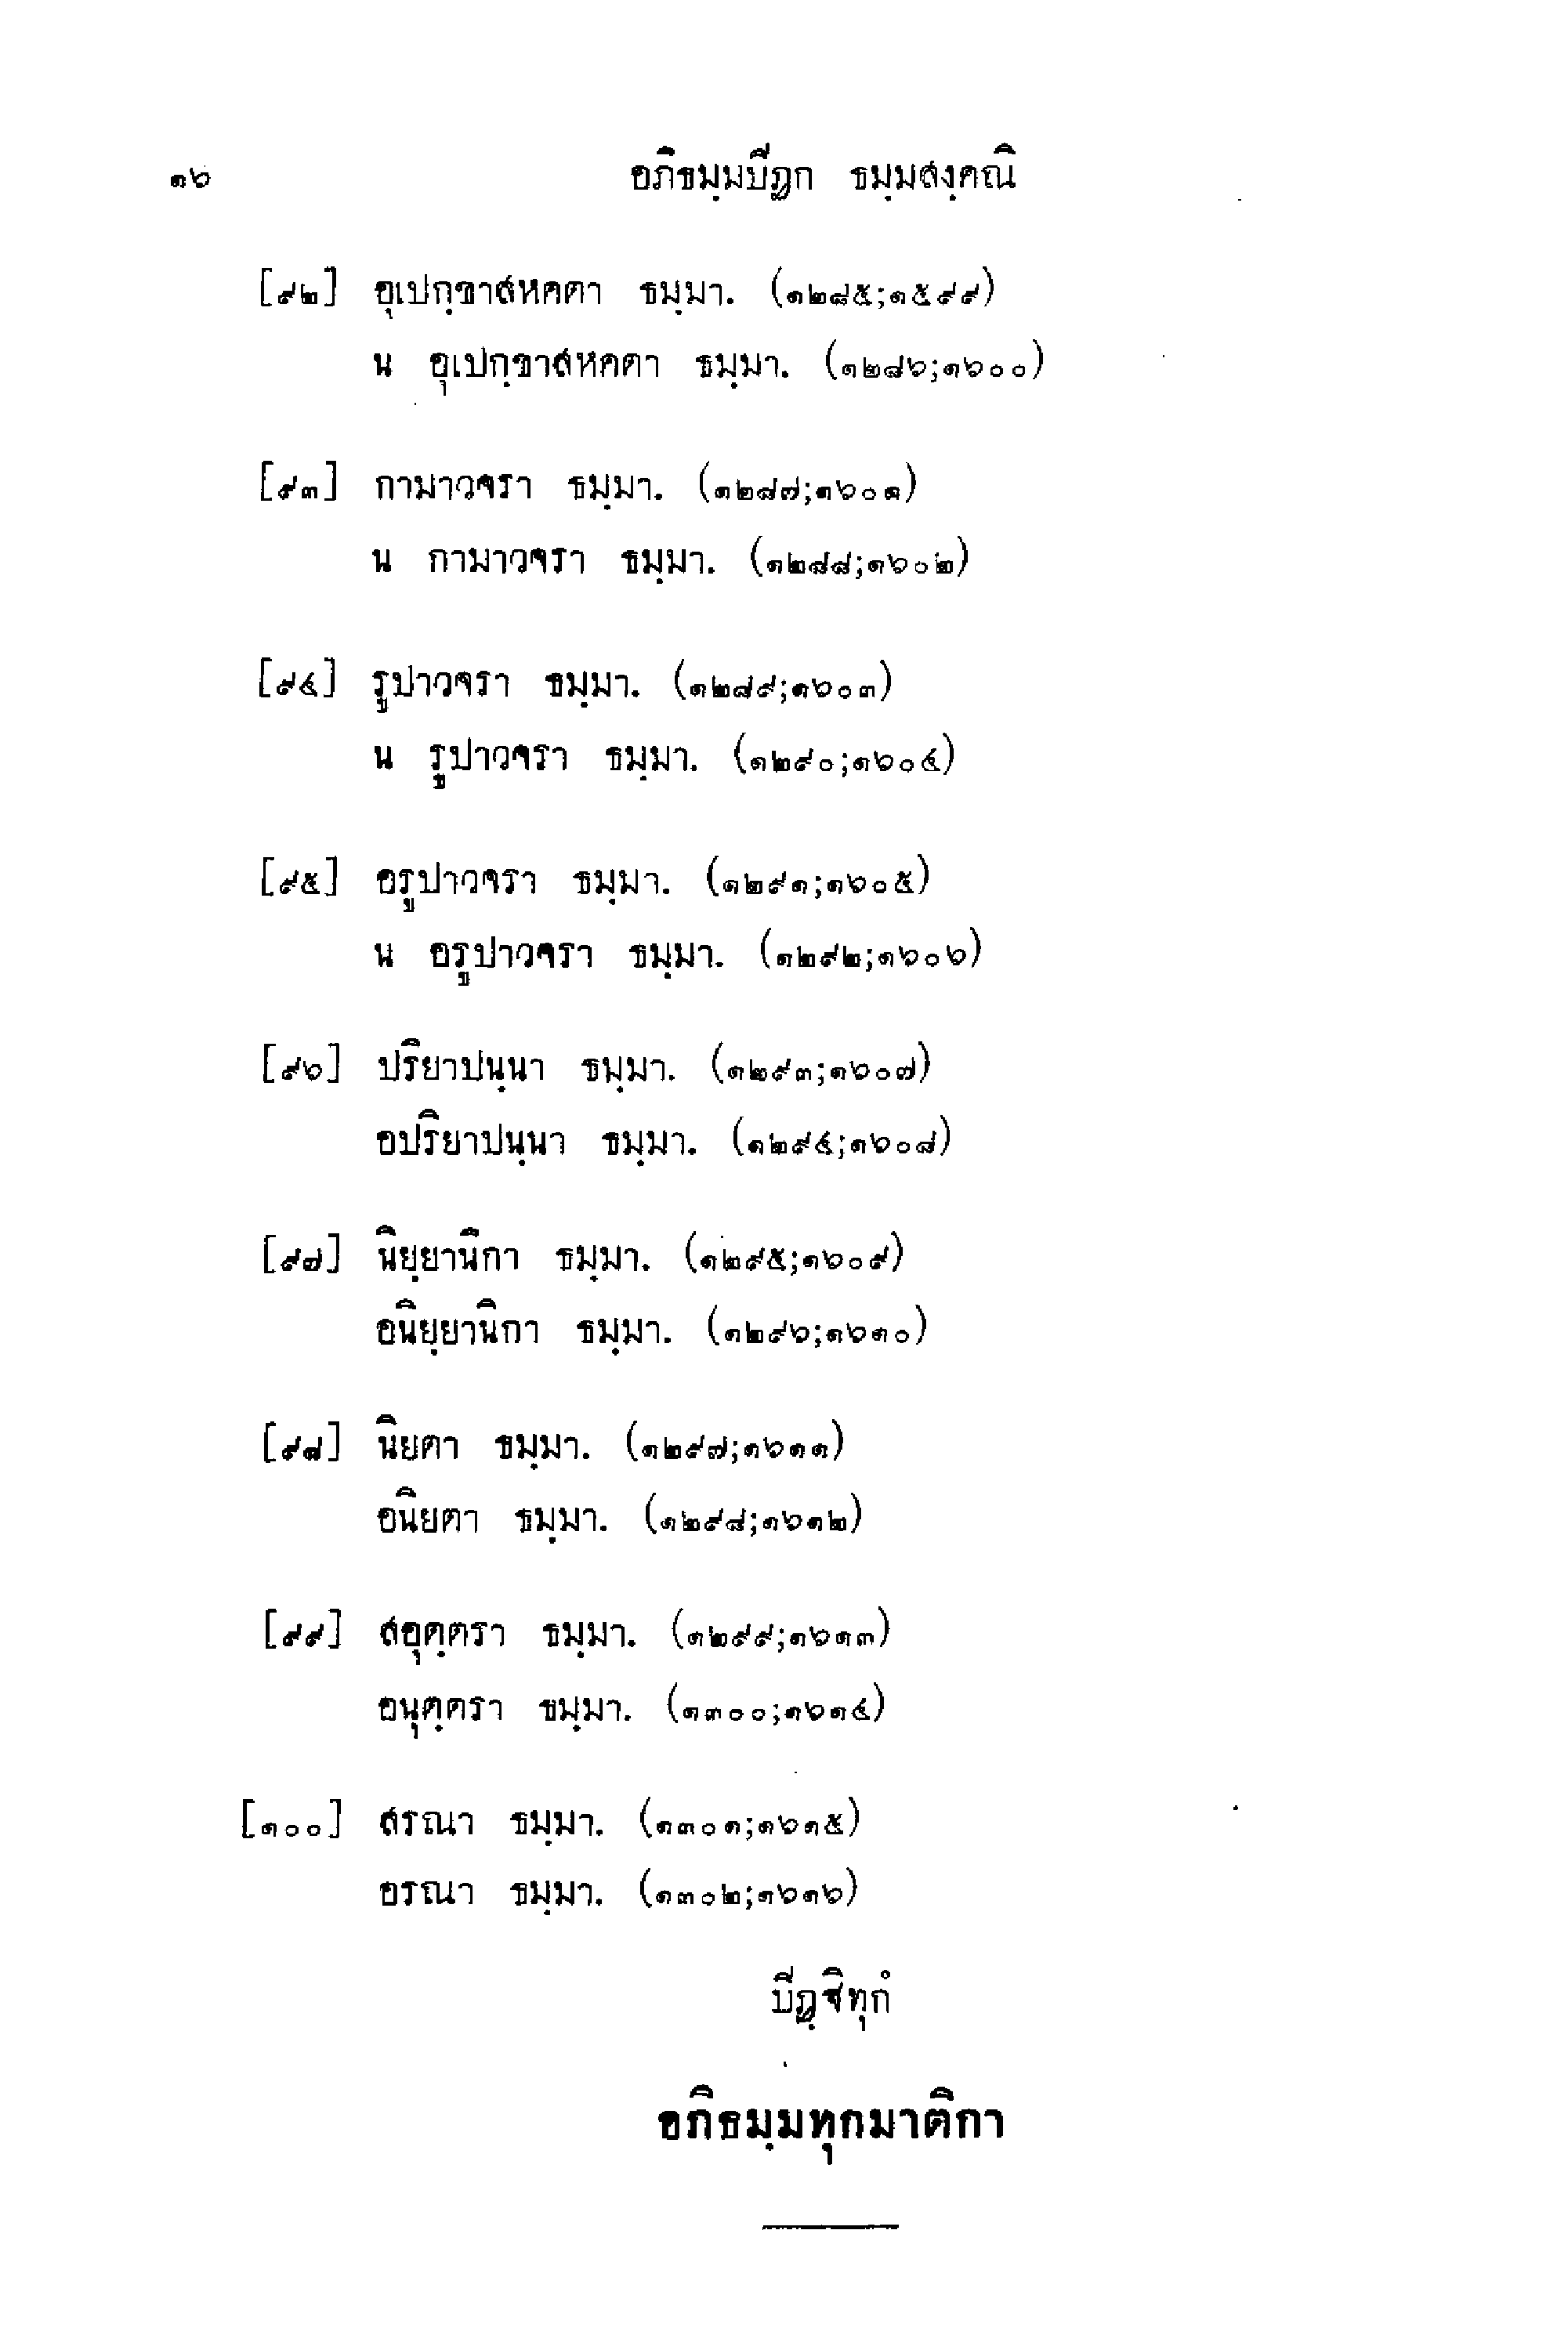 ๑๖ อภิธมฺมปีฏก ธมฺมสงฺคณิ
[๙๒] อุเปกฺขาสหคตา ธมฺมา. (๑๒๘๕;๑๕๙๙)
น อุเปกฺขาสหคตา ธมฺมา. (๑๒๘๖;๑๖๐๐)
[๙๓] กามาวจรา ธมฺมา. (๑๒๘๗;๑๖๐๑)
น กามาวจรา ธมฺมา. (๑๒๘๘;๑๖๐๒)
[๙๔] รูปาวจรา ธมฺมา. (๑๒๘๙;๑๖๐๓)
น รูปาวจรา ธมฺมา. (๑๒๙๐;๑๖๐๔)
[๙๕] อรูปาวจรา ธมฺมา. (๑๒๙๑;๑๖๐๕)
น อรูปาวจรา ธมฺมา. (๑๒๙๒;๑๖๐๖)
[๙๖] ปริยาปนฺนา ธมฺมา. (๑๒๙๓;๑๖๐๗)
อปริยาปนฺนา ธมฺมา. (๑๒๙๔;๑๖๐๘)
[๙๗] นิยฺยานิกา ธมฺมา. (๑๒๙๕;๑๖๐๙)
อนิยฺยานิกา ธมฺมา. (๑๒๙๖;๑๖๑๐)
[๙๘] นิยตา ธมฺมา. (๑๒๙๗;๑๖๑๑)
อนิยตา ธมฺมา. (๑๒๙๘;๑๖๑๒)
[๙๙] สอุตฺตรา ธมฺมา. (๑๒๙๙;๑๖๑๓)
อนุตฺตรา ธมฺมา. (๑๓๐๐;๑๖๑๔)
[๑๐๐] สรณา ธมฺมา. (๑๓๐๑;๑๖๑๕)
อรณา ธมฺมา. (๑๓๐๒;๑๖๑๖)
ปีฏฺฐิทุกํ
อภิธมฺมทุกมาติกา